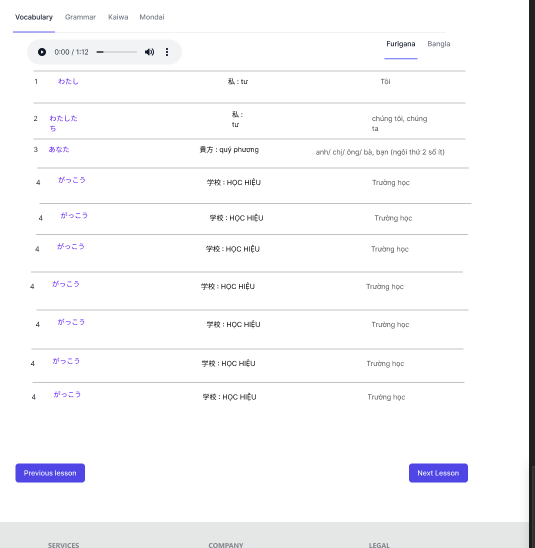 Vocabulary Grammar Kaiwa Mondai
0:00 / 1:12
Furigana Bangla
1 わたし 私 : tư Tôi
2 わたした 私 : chúng tôi, chúng
ち tư ta
3 あなた 貴方 : quý phương anh/ chị/ ông/ bà, bạn (ngôi thứ 2 số ít)
4 がっこう 学校 : HỌC HIỆU Trường học
4 がっこう 学校 : HỌC HIỆU Trường học
4 がっこう 学校 : HỌC HIỆU Trường học
4 がっこう 学校 : HỌC HIỆU Trường học
4 がっこう 学校 : HỌC HIỆU Trường học
4 がっこう 学校 : HỌC HIỆU Trường học
4 がっこう 学校 : HỌC HIỆU Trường học
Previous lesson Next Lesson
SERVICES COMPANY LEGAL